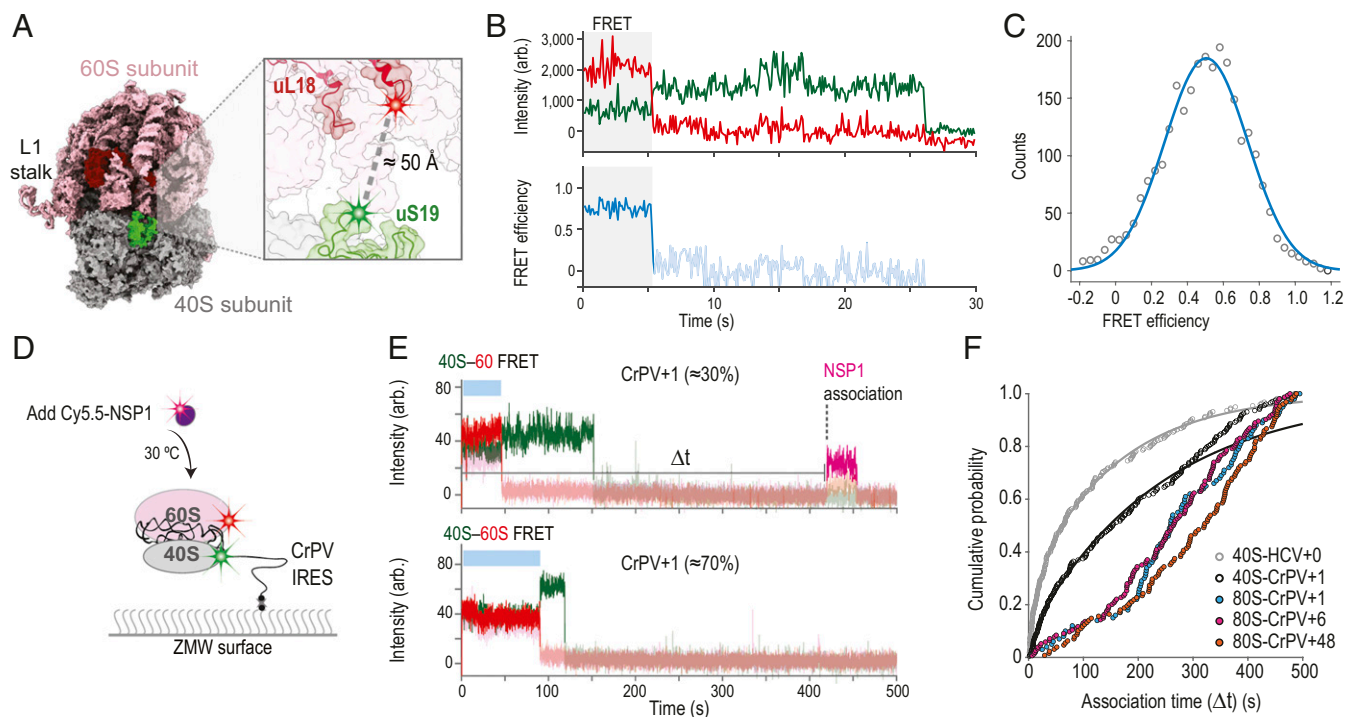 A
60S subunit
L1
stalk
40S subunit
uL18
≈ 50 Å
uS19
B
FRET
Intensity (arb.)
3,000
2,000
1,000
0
FRET efficiency
1.0
0.5
0
0
10
20
30
Time (s)
C
Counts
200
150
100
50
0
-0.2
0
0.2
0.4
0.6
0.8
1.0
1.2
FRET efficiency
D
Add Cy5.5-NSP1
30 ºC
60S
40S
CrPV
IRES
ZMW surface
E
40S–60 FRET
CrPV+1 (≈30%)
NSP1
association
Intensity (arb.)
80
40
0
Δt
40S–60S FRET
CrPV+1 (≈70%)
Intensity (arb.)
80
40
0
0
100
200
300
400
500
Time (s)
F
Cumulative probability
1.0
0.8
0.6
0.4
0.2
0
40S-HCV+0
40S-CrPV+1
80S-CrPV+1
80S-CrPV+6
80S-CrPV+48
0
100
200
300
400
500
Association time (Δt) (s)